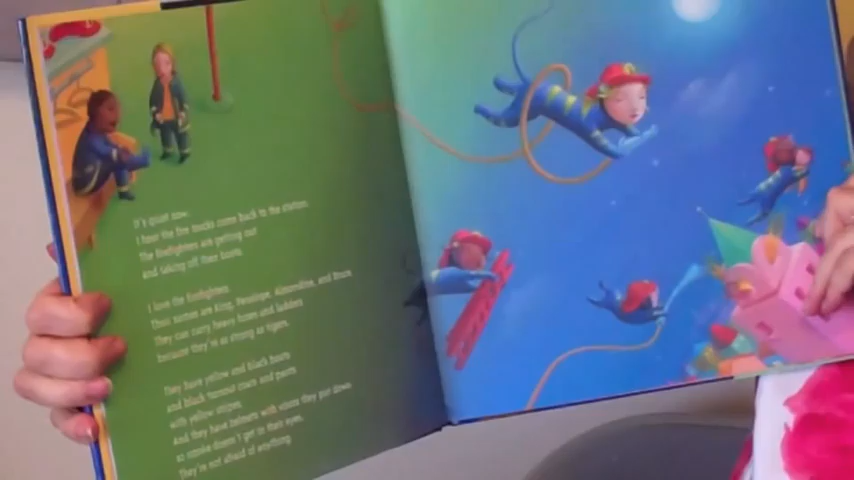 It's quiet now.
I hear the fire trucks come back to the station.
The firefighters are getting out
and taking off their boots.
I love the firefighters.
Their names are King, Penelope, Alexandrine, and Bruce
They can carry heavy hoses and ladders
because they're as strong as tigers.
They have yellow and black boots
and black coats and pants
with yellow stripes.
And they have helmets with visors they put down
so smoke doesn't get in their eyes.
They're not afraid of anything.